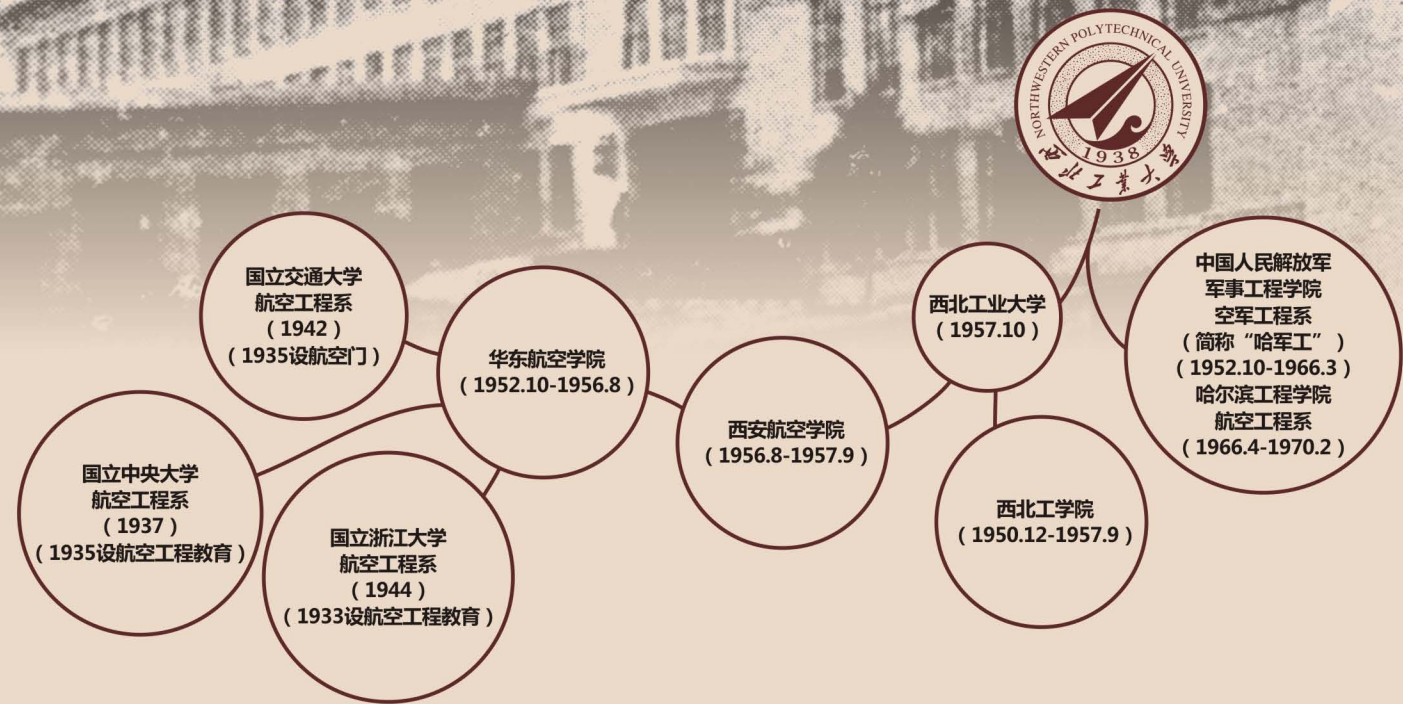 NORTHWESTERN POLYTECHNICAL UNIVERSITY
1938
西北工业大学
国立交通大学
航空工程系
（1942）
（1935设航空门）
华东航空学院
（1952.10-1956.8）
国立中央大学
航空工程系
（1937）
（1935设航空工程教育）
国立浙江大学
航空工程系
（1944）
（1933设航空工程教育）
西安航空学院
（1956.8-1957.9）
西北工业大学
（1957.10）
西北工学院
（1950.12-1957.9）
中国人民解放军
军事工程学院
空军工程系
（简称“哈军工”）
（1952.10-1966.3）
哈尔滨工程学院
航空工程系
（1966.4-1970.2）